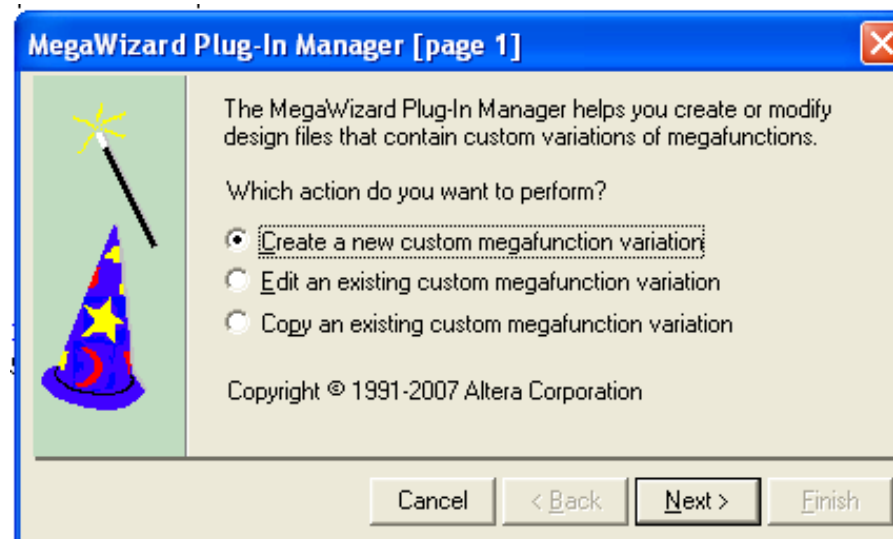 MegaWizard Plug-In Manager [page 1]
The MegaWizard Plug-In Manager helps you create or modify
design files that contain custom variations of megafunctions.
Which action do you want to perform?
Create a new custom megafunction variation
Edit an existing custom megafunction variation
Copy an existing custom megafunction variation
Copyright © 1991-2007 Altera Corporation
Cancel < Back Next > Finish